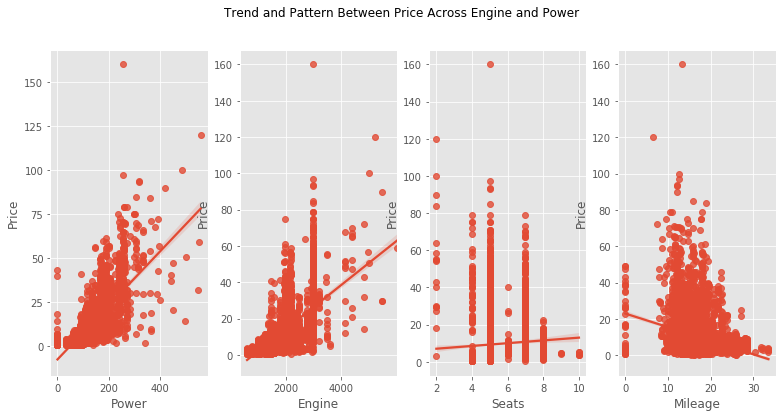 Trend and Pattern Between Price Across Engine and Power
150
125
100
75
50
25
0
Price
0 200 400
Power
160
140
120
100
80
60
40
20
0
Price
2000 4000
Engine
160
140
120
100
80
60
40
20
0
Price
2 4 6 8 10
Seats
160
140
120
100
80
60
40
20
0
Price
0 10 20 30
Mileage